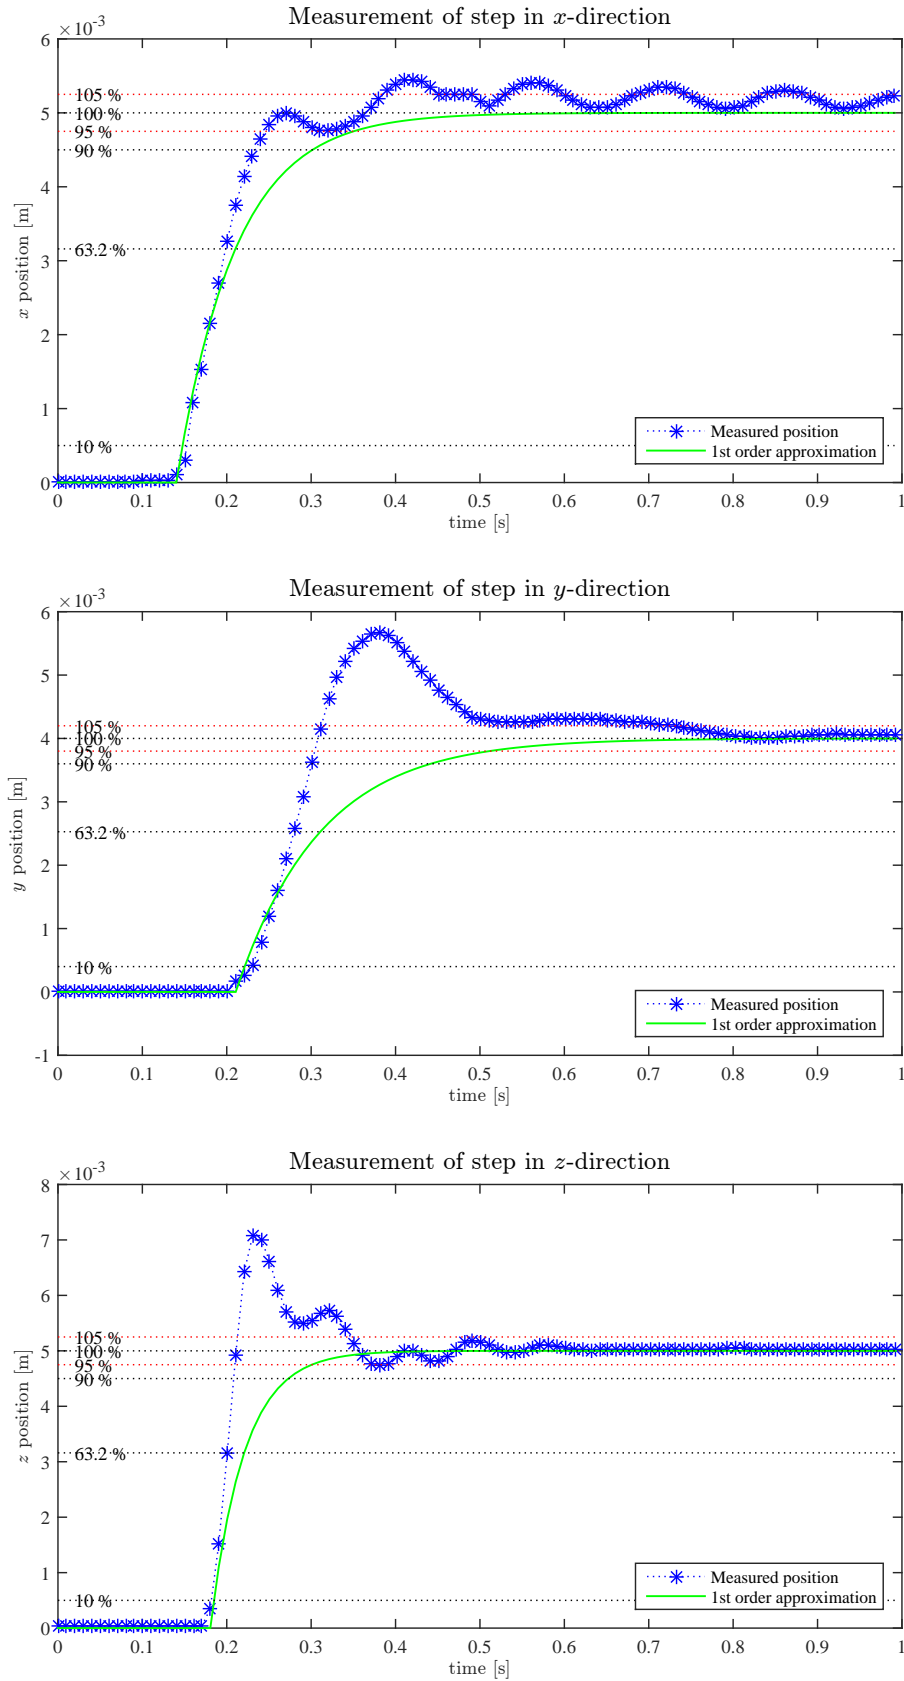 Measurement of step in x-direction
×10⁻³
6
5
4
3
2
1
0
x position [m]
105 %
100 %
95 %
90 %
63.2 %
10 %
Measured position
1st order approximation
0 0.1 0.2 0.3 0.4 0.5 0.6 0.7 0.8 0.9 1
time [s]
Measurement of step in y-direction
×10⁻³
6
5
4
3
2
1
0
-1
y position [m]
105 %
100 %
95 %
90 %
63.2 %
10 %
Measured position
1st order approximation
0 0.1 0.2 0.3 0.4 0.5 0.6 0.7 0.8 0.9 1
time [s]
Measurement of step in z-direction
×10⁻³
8
7
6
5
4
3
2
1
0
z position [m]
105 %
100 %
95 %
90 %
63.2 %
10 %
Measured position
1st order approximation
0 0.1 0.2 0.3 0.4 0.5 0.6 0.7 0.8 0.9 1
time [s]